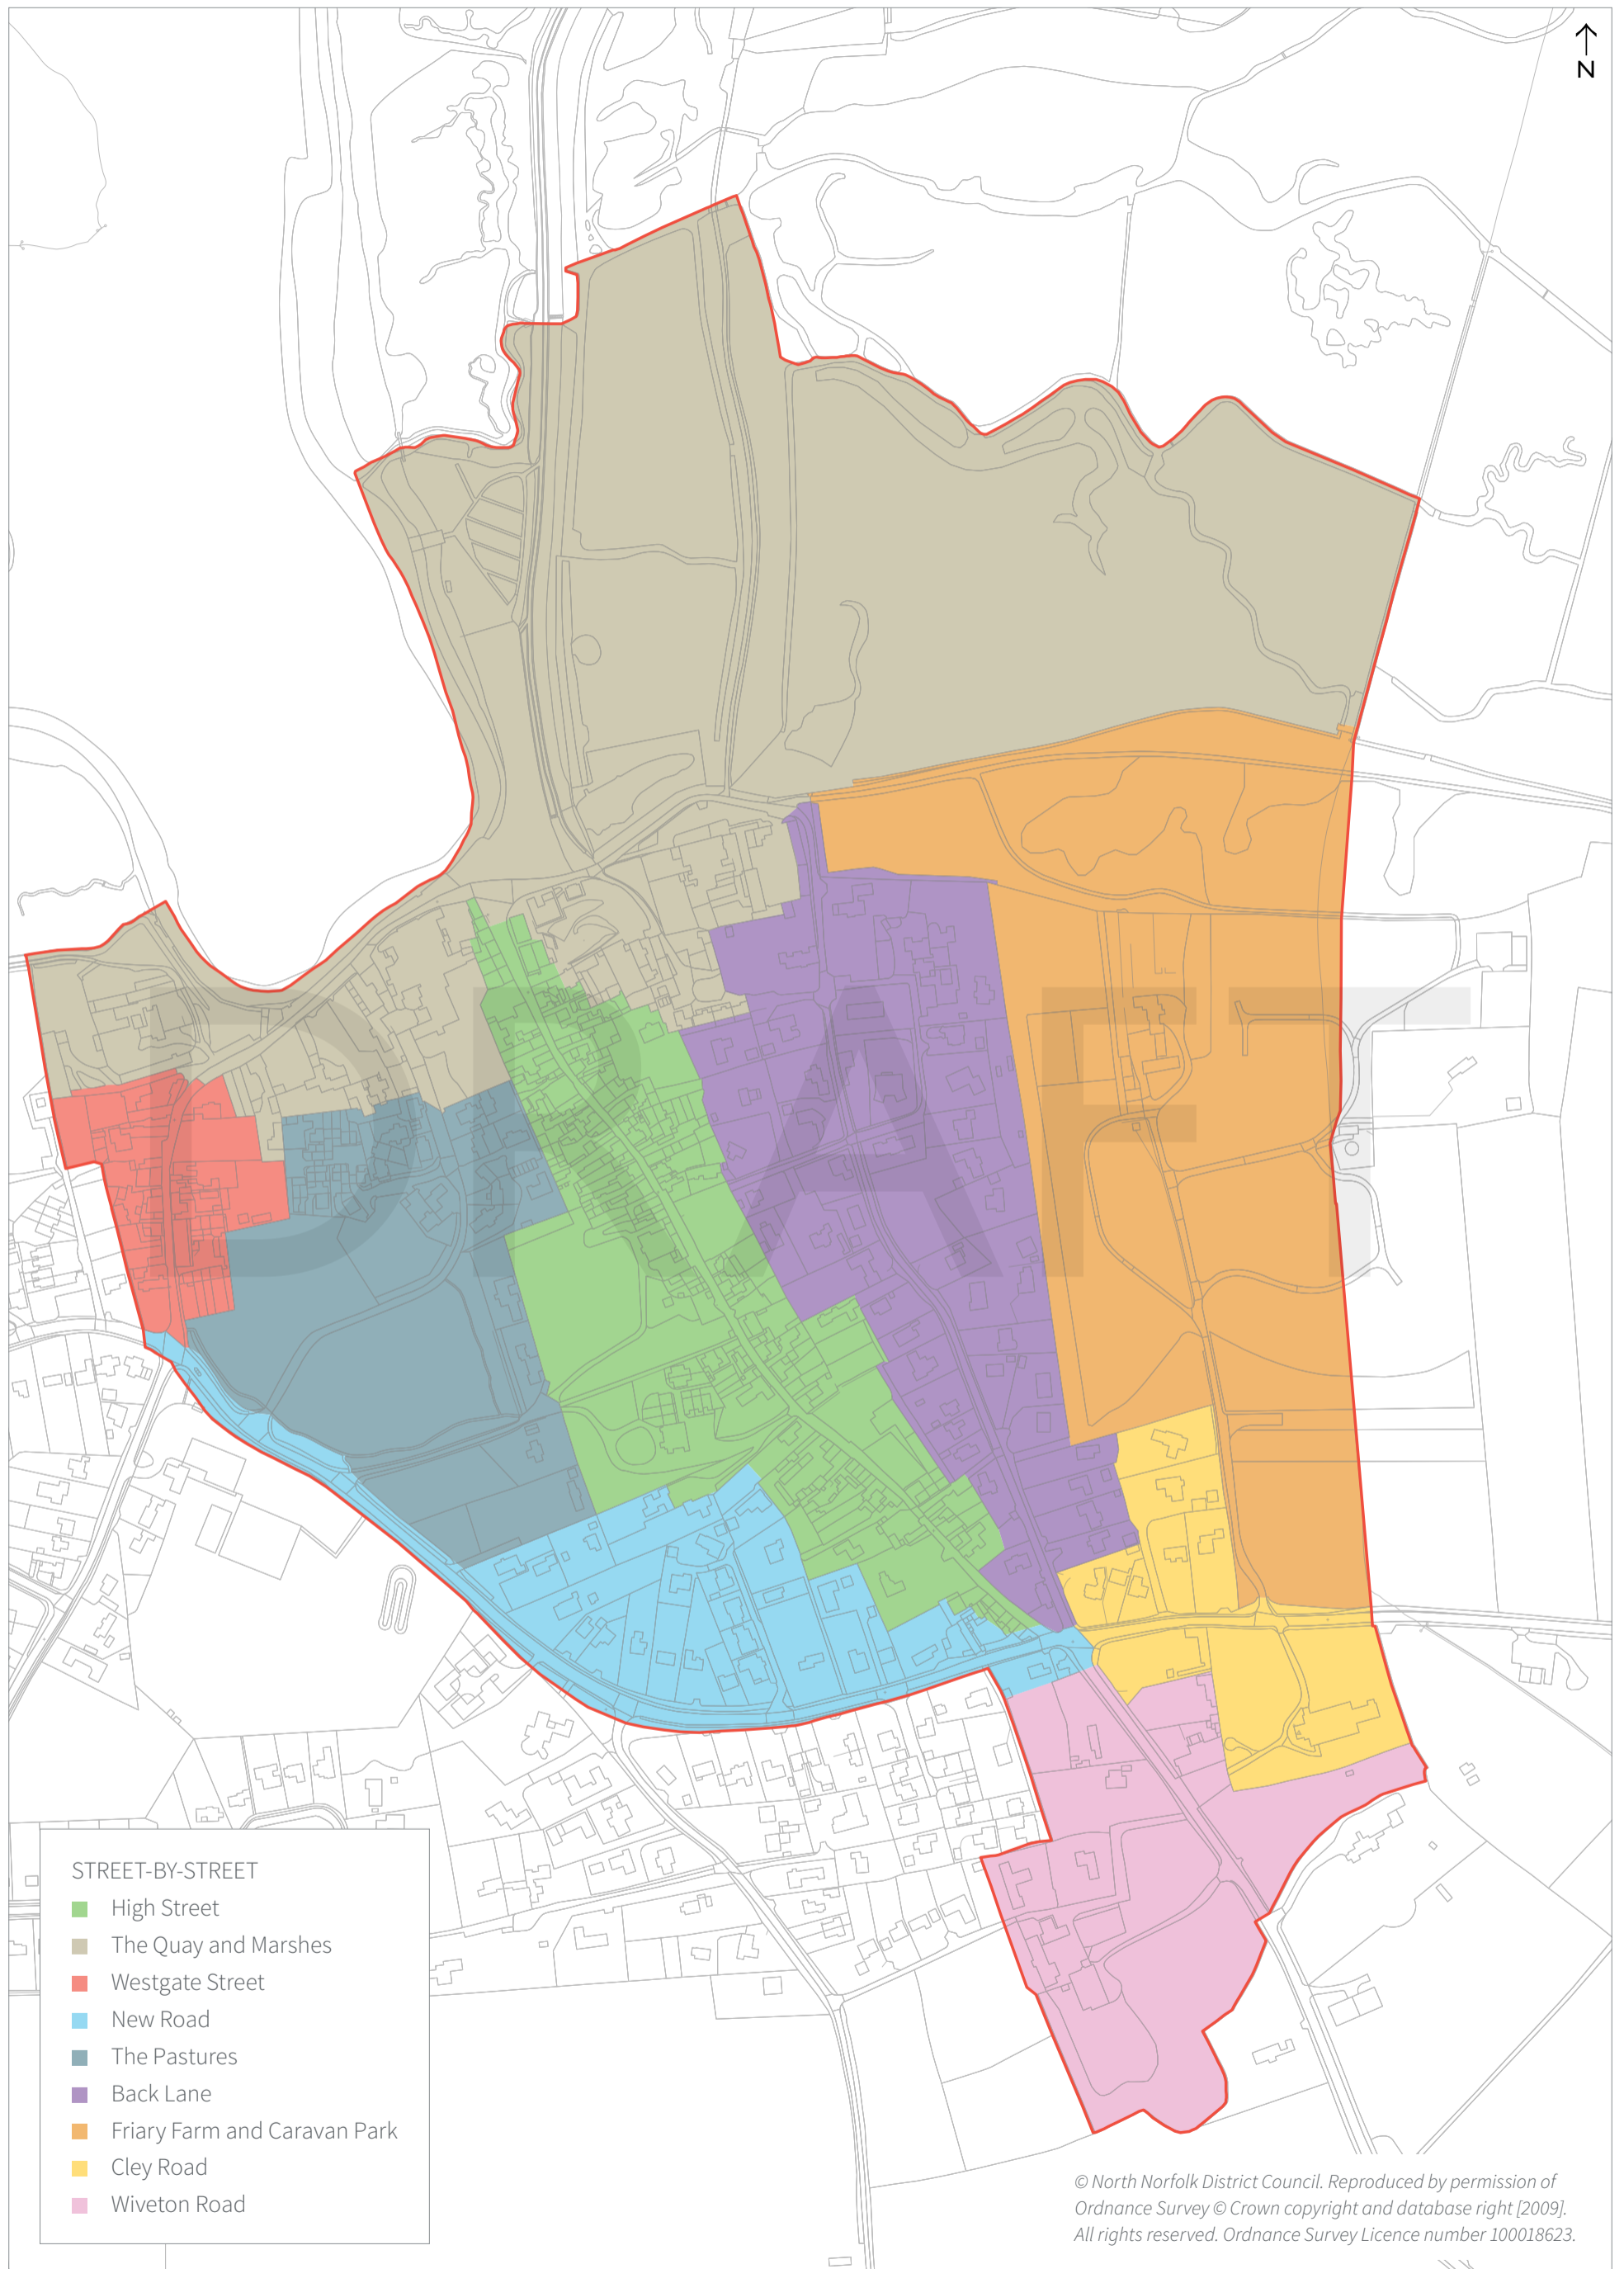 N
DRAFT
STREET-BY-STREET
High Street
The Quay and Marshes
Westgate Street
New Road
The Pastures
Back Lane
Friary Farm and Caravan Park
Cley Road
Wiveton Road
© North Norfolk District Council. Reproduced by permission of
Ordnance Survey © Crown copyright and database right [2009].
All rights reserved. Ordnance Survey Licence number 100018623.